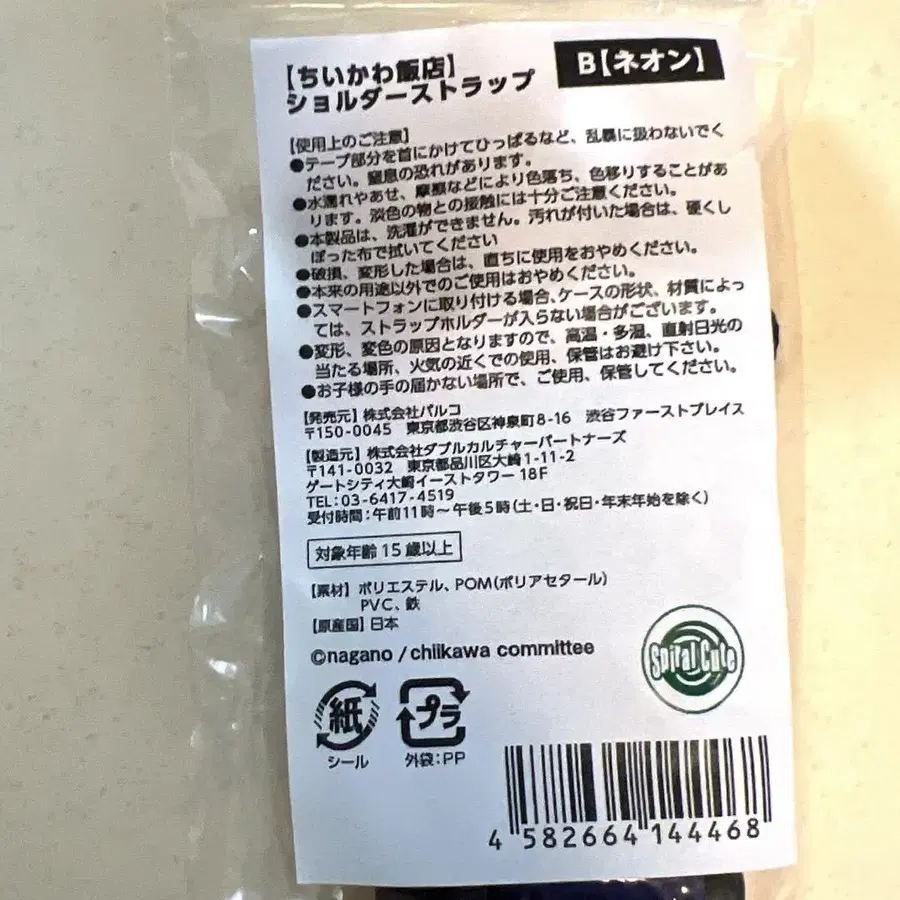 【ちいかわ飯店】
ショルダーストラップ
B【ネオン】
【使用上のご注意】
●テープ部分を首にかけてひっぱるなど、乱暴に扱わないでく
ださい。窒息の恐れがあります。
●水濡れやあせ、摩擦などにより色落ち、色移りすることがあ
ります。淡色の物との接触には十分ご注意ください。
●本製品は、洗濯ができません。汚れが付いた場合は、硬くし
ぼった布で拭いてください
●破損、変形した場合は、直ちに使用をおやめください。
●本来の用途以外でのご使用はおやめください。
●スマートフォンに取り付ける場合、ケースの形状、材質によっ
ては、ストラップホルダーが入らない場合がございます。
●変形、変色の原因となりますので、高温・多湿、直射日光の
当たる場所、火気の近くでの使用、保管はお避け下さい。
●お子様の手の届かない場所で、ご使用、保管してください。
【発売元】株式会社パルコ
〒150-0045 東京都渋谷区神泉町8-16 渋谷ファーストプレイス
【製造元】株式会社ダブルカルチャーパートナーズ
〒141-0032 東京都品川区大崎1-11-2
ゲートシティ大崎イーストタワー 18F
TEL:03-6417-4519
受付時間:午前11時～午後5時(土・日・祝日・年末年始を除く)
対象年齢 15歳以上
【素材】ポリエステル、POM(ポリアセタール)
PVC、鉄
【原産国】日本
©nagano / chiikawa committee
Spiral Cute
紙
シール
プラ
外袋:PP
4 582664 144468